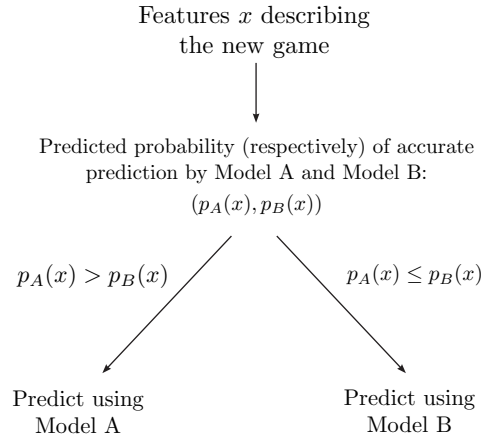 Features x describing
the new game
Predicted probability (respectively) of accurate
prediction by Model A and Model B:
(p_A(x), p_B(x))
p_A(x) > p_B(x)
p_A(x) ≤ p_B(x)
Predict using
Model A
Predict using
Model B